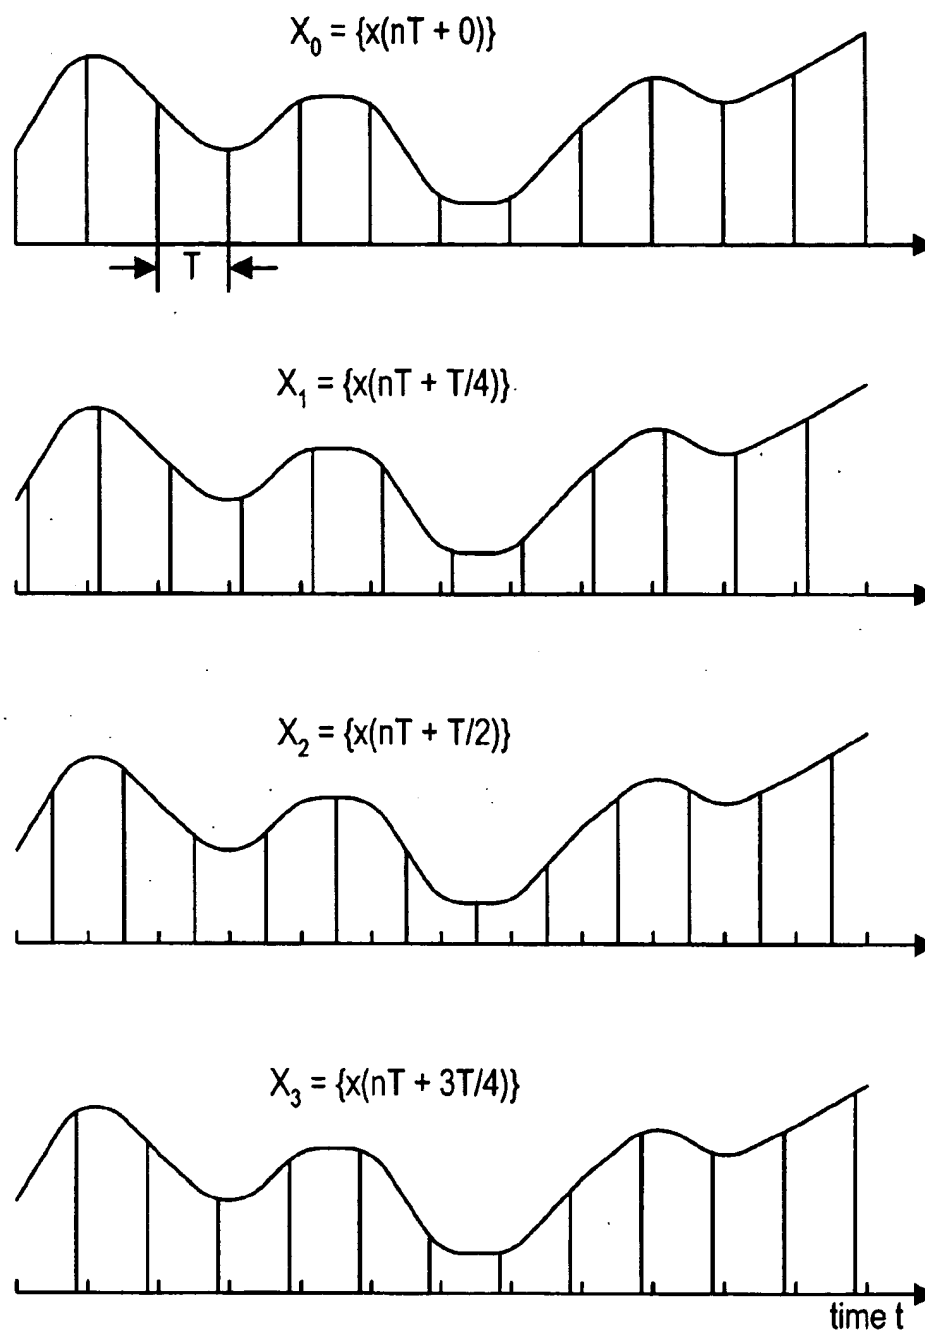 X₀ = {x(nT + 0)}
T
X₁ = {x(nT + T/4)}
X₂ = {x(nT + T/2)}
X₃ = {x(nT + 3T/4)}
time t